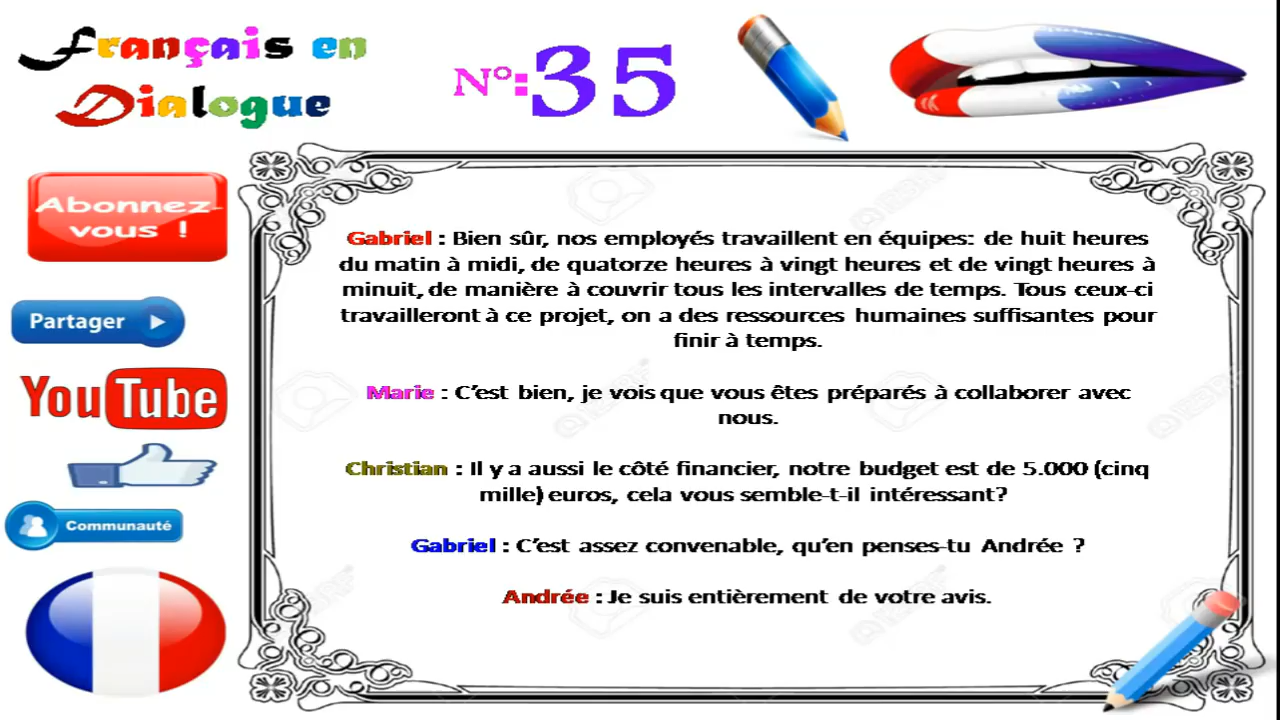 Français en
Dialogue
N°:35
Abonnez-
vous !
Partager
YouTube
Communauté
Gabriel : Bien sûr, nos employés travaillent en équipes: de huit heures
du matin à midi, de quatorze heures à vingt heures et de vingt heures à
minuit, de manière à couvrir tous les intervalles de temps. Tous ceux-ci
travailleront à ce projet, on a des ressources humaines suffisantes pour
finir à temps.
Marie : C'est bien, je vois que vous êtes préparés à collaborer avec
nous.
Christian : Il y a aussi le côté financier, notre budget est de 5.000 (cinq
mille) euros, cela vous semble-t-il intéressant?
Gabriel : C'est assez convenable, qu'en penses-tu Andrée ?
Andrée : Je suis entièrement de votre avis.